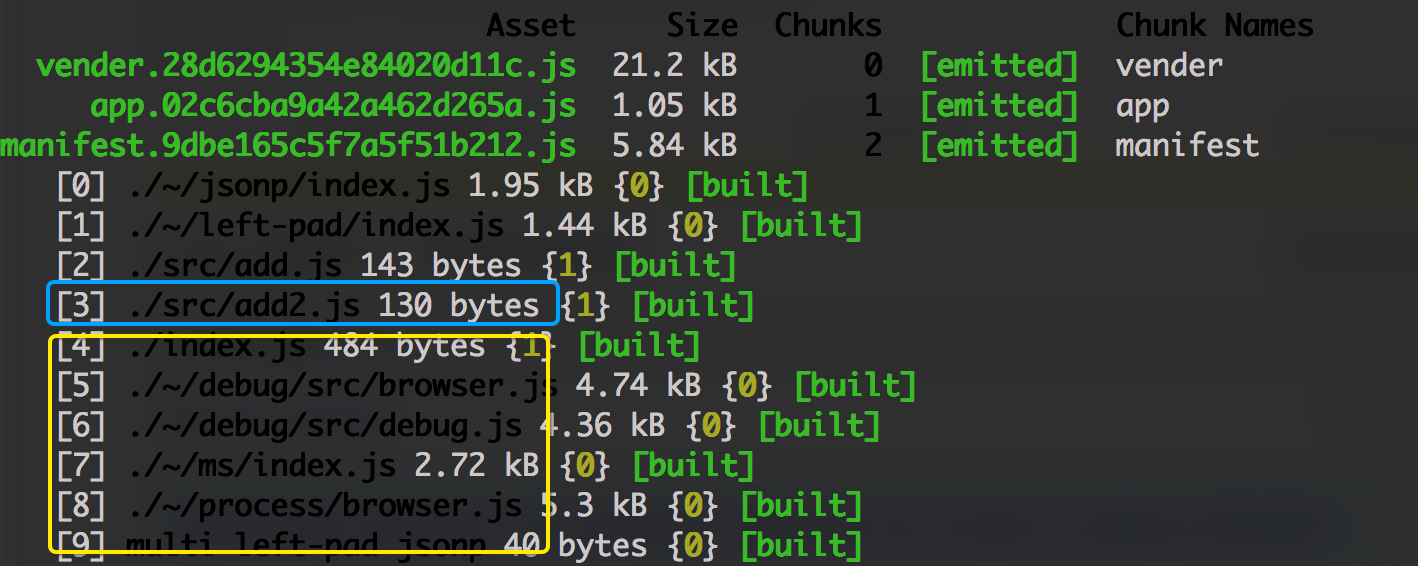 Asset Size Chunks Chunk Names
vender.28d6294354e84020d11c.js 21.2 kB 0 [emitted] vender
app.02c6cba9a42a462d265a.js 1.05 kB 1 [emitted] app
manifest.9dbe165c5f7a5f51b212.js 5.84 kB 2 [emitted] manifest
[0] ./~/jsonp/index.js 1.95 kB {0} [built]
[1] ./~/left-pad/index.js 1.44 kB {0} [built]
[2] ./src/add.js 143 bytes {1} [built]
[3] ./src/add2.js 130 bytes {1} [built]
[4] ./index.js 484 bytes {1} [built]
[5] ./~/debug/src/browser.js 4.74 kB {0} [built]
[6] ./~/debug/src/debug.js 4.36 kB {0} [built]
[7] ./~/ms/index.js 2.72 kB {0} [built]
[8] ./~/process/browser.js 5.3 kB {0} [built]
[9] multi left-pad jsonp 40 bytes {0} [built]